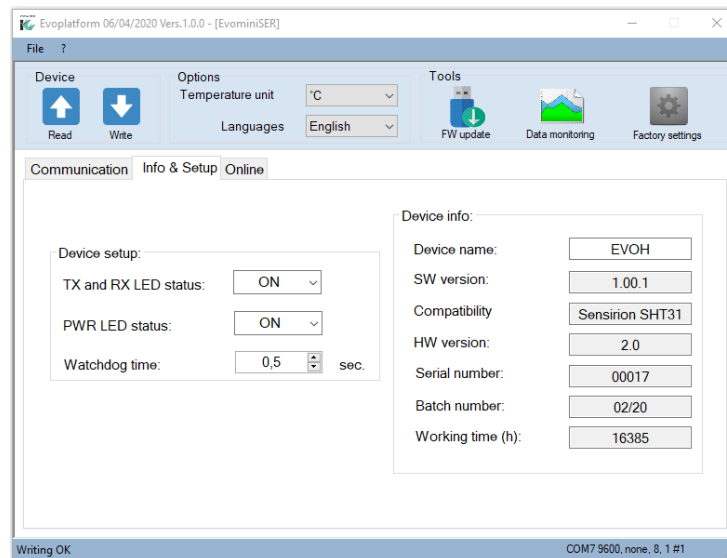 Evoplatform 06/04/2020 Vers.1.0.0 - [EvominiSER]
File ?
Device
Read Write
Options
Temperature unit °C
Languages English
Tools
FW update Data monitoring Factory settings
Communication Info & Setup Online
Device setup:
TX and RX LED status: ON
PWR LED status: ON
Watchdog time: 0,5 sec.
Device info:
Device name: EVOH
SW version: 1.00.1
Compatibility Sensirion SHT31
HW version: 2.0
Serial number: 00017
Batch number: 02/20
Working time (h): 16385
Writing OK COM7 9600, none, 8, 1 #1